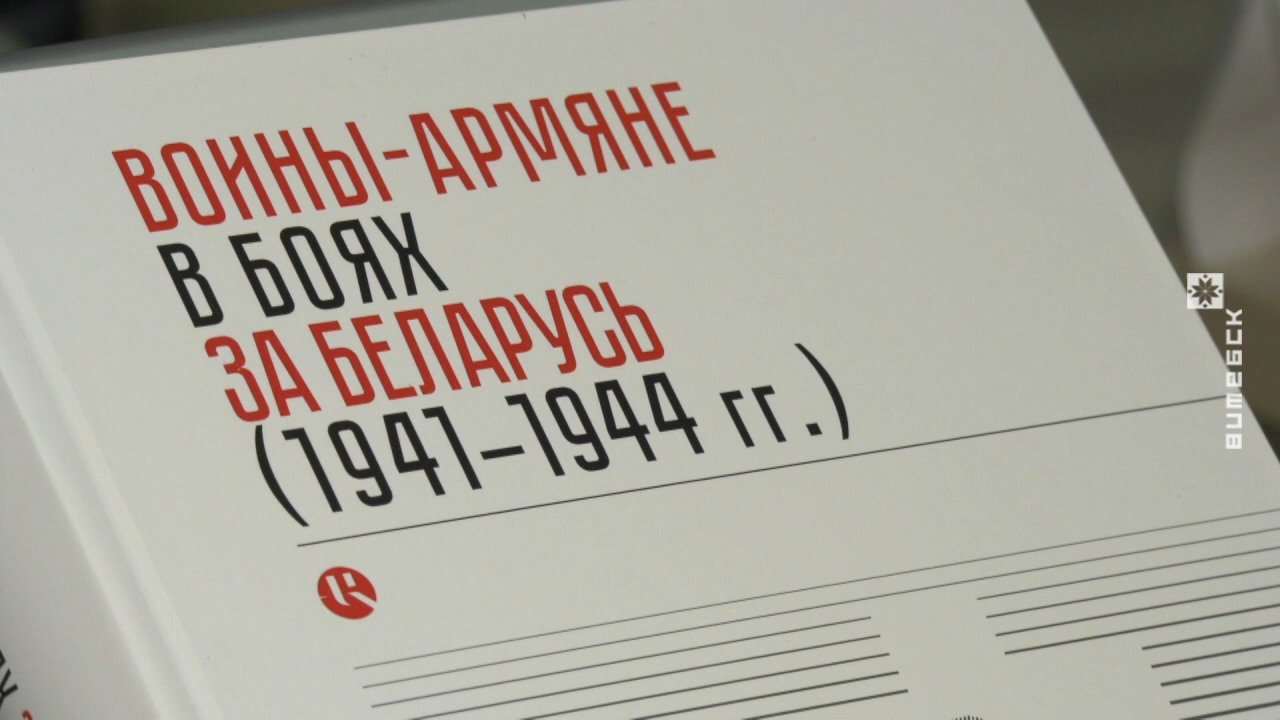 ВОИНЫ-АРМЯНЕ
В БОЯХ
ЗА БЕЛАРУСЬ
(1941–1944 гг.)
ВИТЕБСК